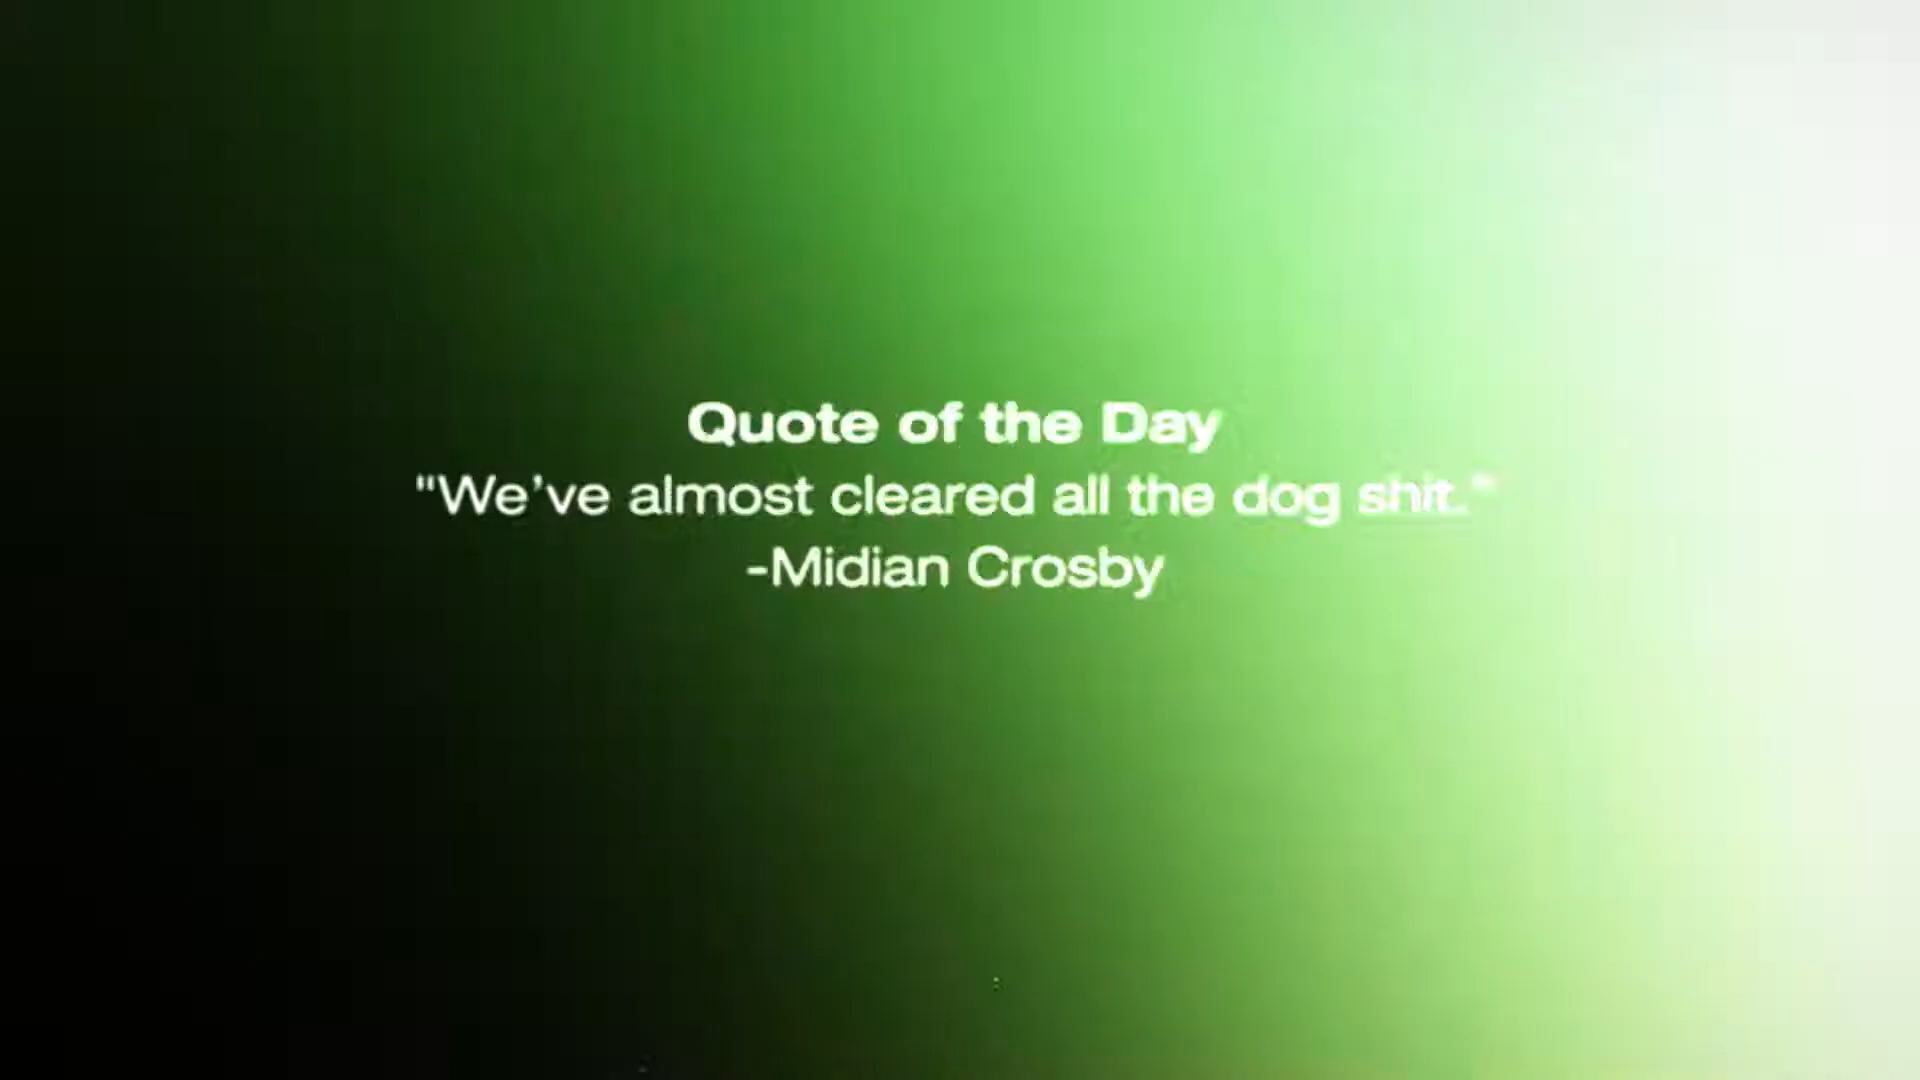 Quote of the Day
"We’ve almost cleared all the dog shit."
-Midian Crosby